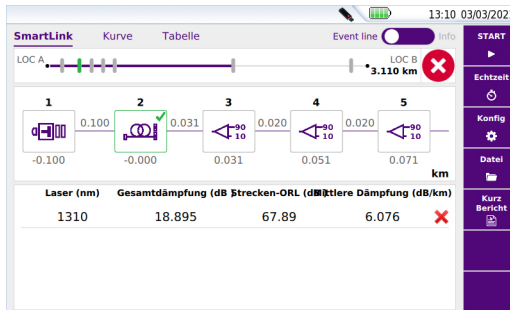 13:10 03/03/202
SmartLink Kurve Tabelle Event line Info START
LOC A LOC B
3.110 km
Echtzeit
1 2 3 4 5
0.100 0.031 0.020 0.020
90 90 90
10 10 10
-0.100 -0.000 0.031 0.051 0.071
km
Konfig
Datei
Kurz
Bericht
Laser (nm) Gesamtdämpfung (dB ) Strecken-ORL (dB) Mittlere Dämpfung (dB/km)
1310 18.895 67.89 6.076